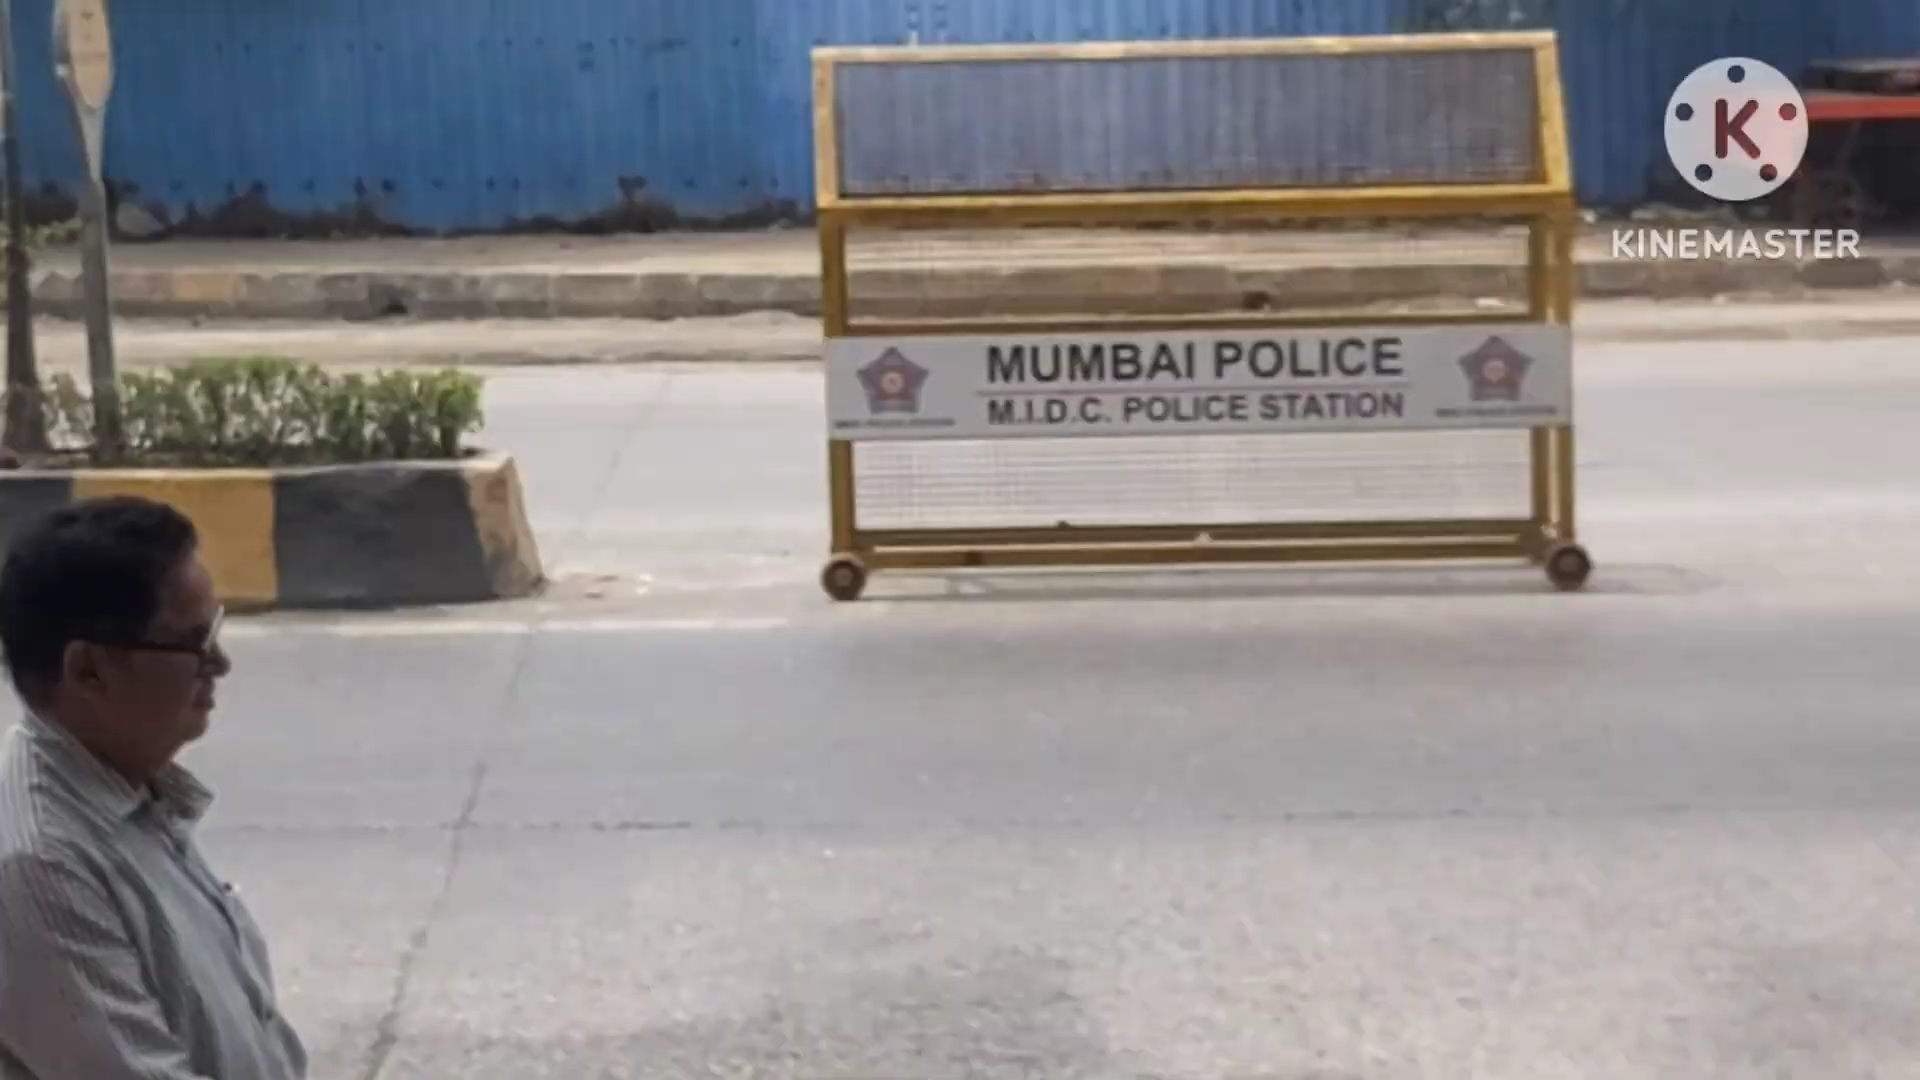 K
KINEMASTER
MUMBAI POLICE
M.I.D.C. POLICE STATION